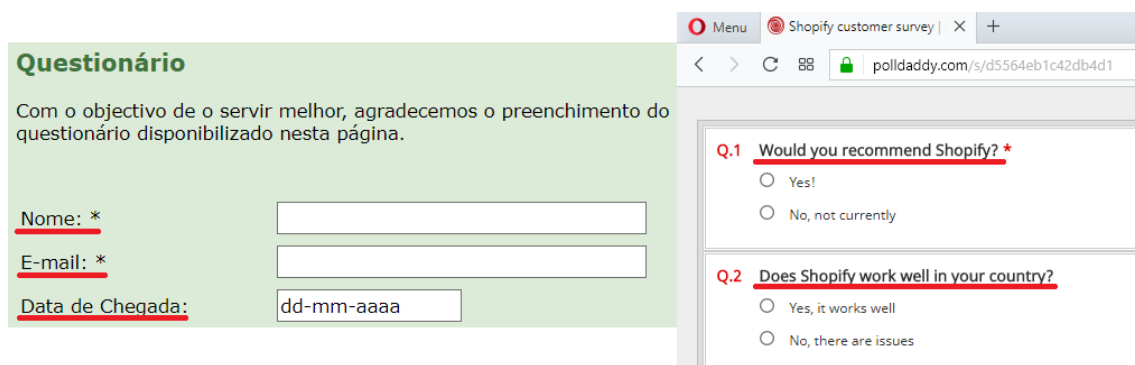 Questionário
Com o objectivo de o servir melhor, agradecemos o preenchimento do
questionário disponibilizado nesta página.
Nome: *
E-mail: *
Data de Chegada:
dd-mm-aaaa
Menu
Shopify customer survey |
polldaddy.com/s/d5564eb1c42db4d1
Q.1 Would you recommend Shopify? *
Yes!
No, not currently
Q.2 Does Shopify work well in your country?
Yes, it works well
No, there are issues